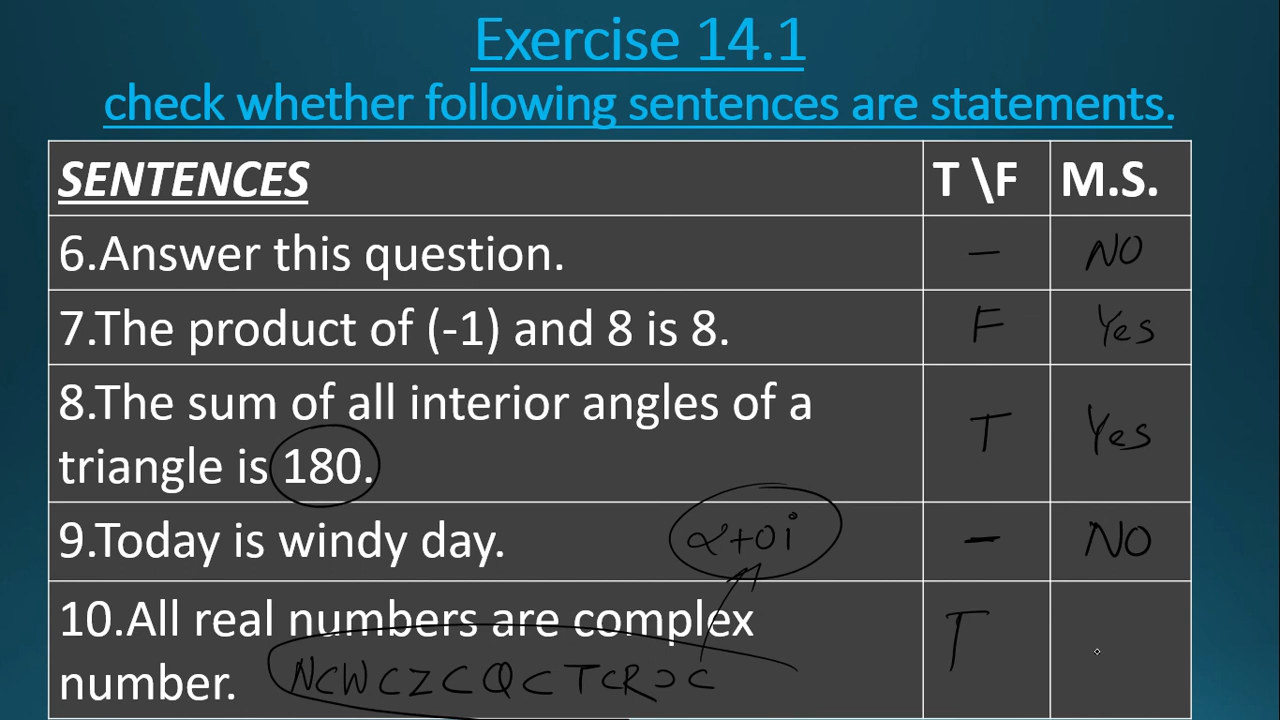 Exercise 14.1
check whether following sentences are statements.
SENTENCES T \F M.S.
6.Answer this question. – NO
7.The product of (-1) and 8 is 8. F Yes
8.The sum of all interior angles of a
triangle is 180. T Yes
9.Today is windy day. α+0i – NO
10.All real numbers are complex
number. T
N⊂W⊂Z⊂Q⊂T⊂R⊃C